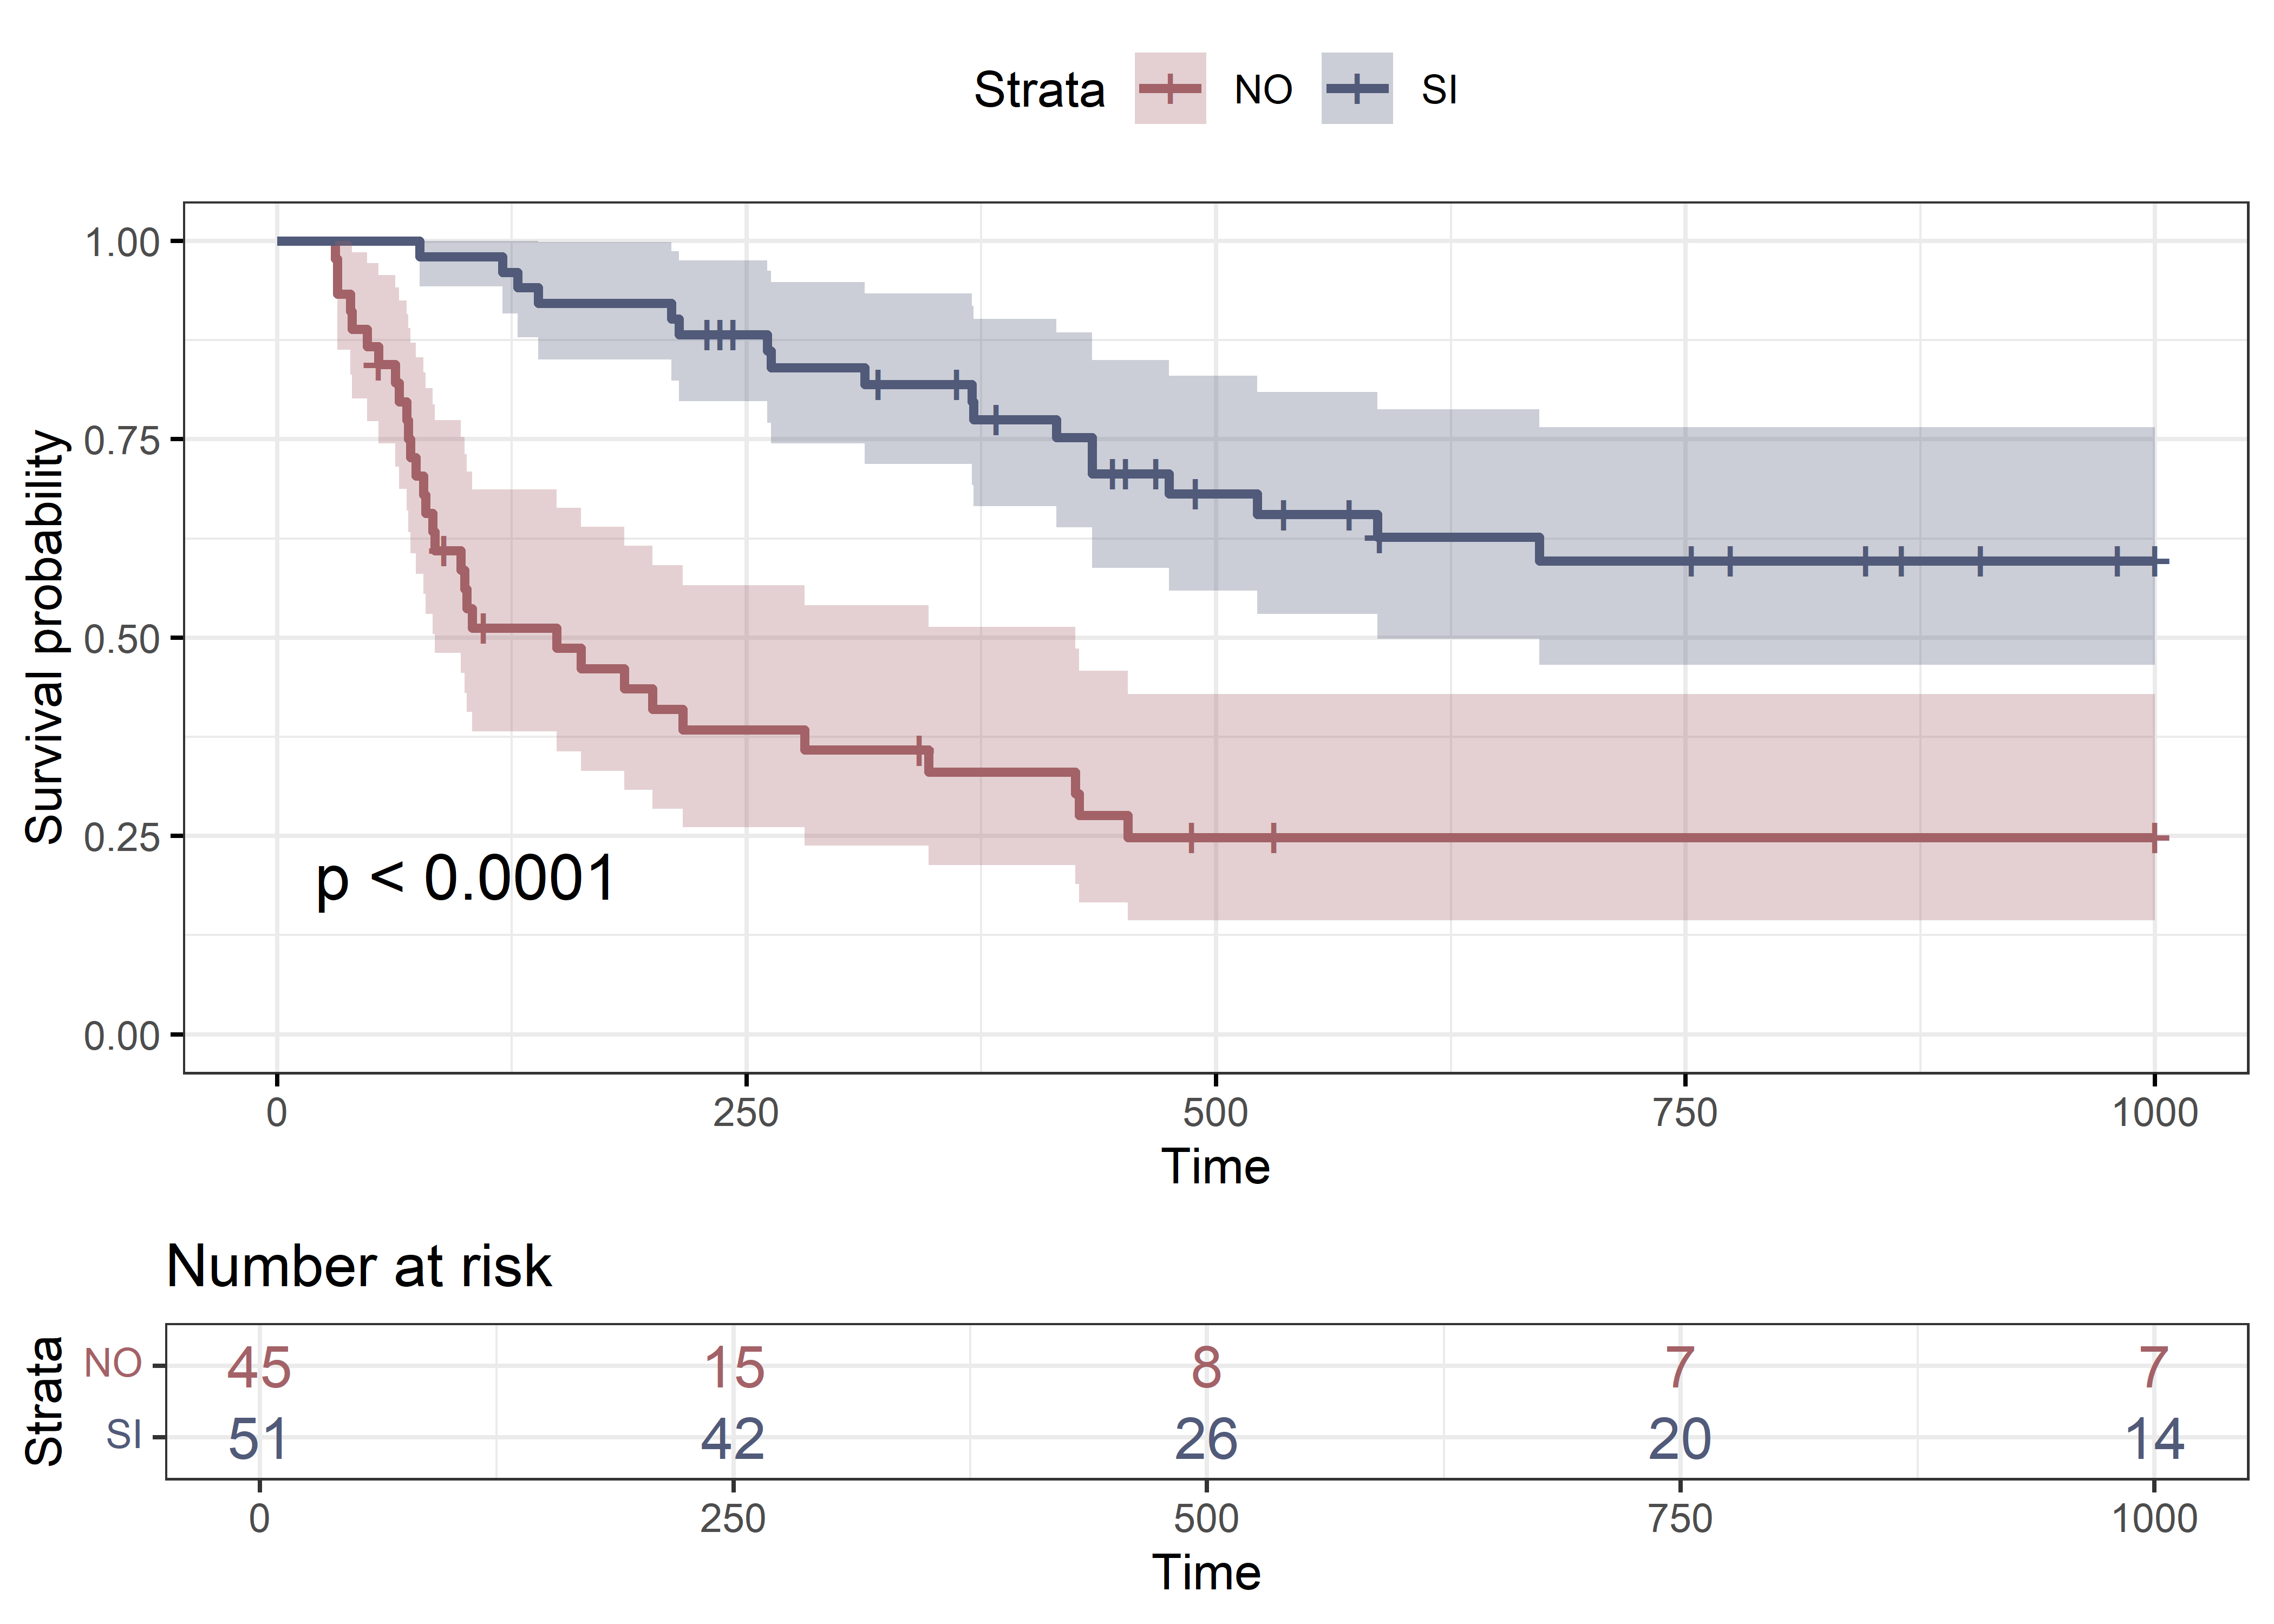 Strata NO SI
Survival probability
1.00
0.75
0.50
0.25
0.00
p < 0.0001
0 250 500 750 1000
Time
Number at risk
Strata
NO 45 15 8 7 7
SI 51 42 26 20 14
0 250 500 750 1000
Time